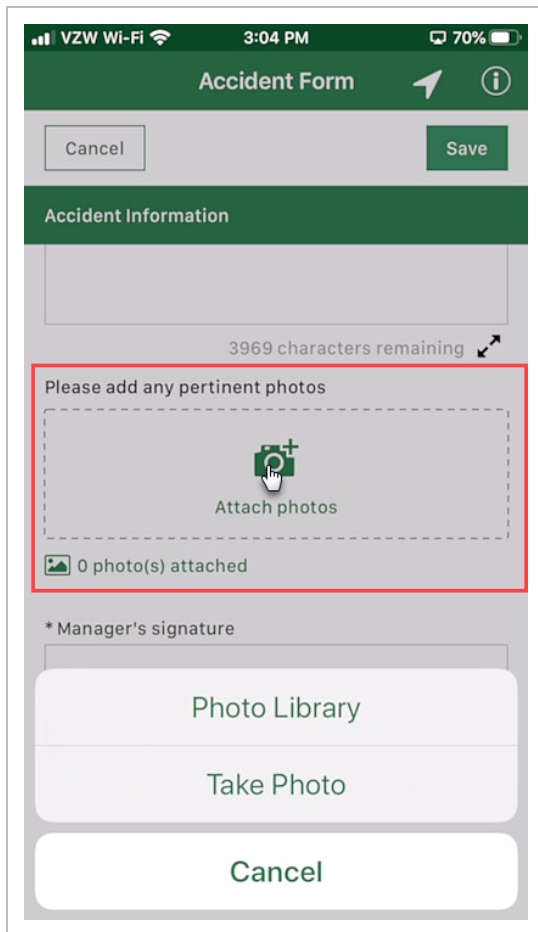 VZW Wi-Fi 3:04 PM 70%
Accident Form
Cancel Save
Accident Information
3969 characters remaining
Please add any pertinent photos
Attach photos
0 photo(s) attached
* Manager's signature
Photo Library
Take Photo
Cancel